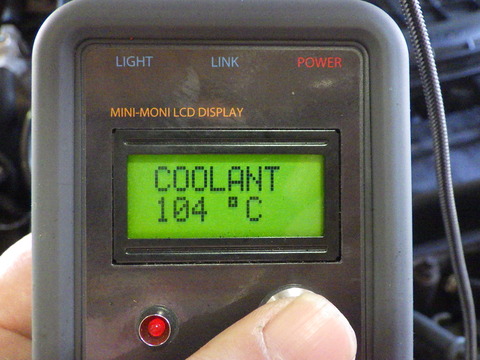 LIGHT LINK POWER
MINI-MONI LCD DISPLAY
COOLANT
104 °C